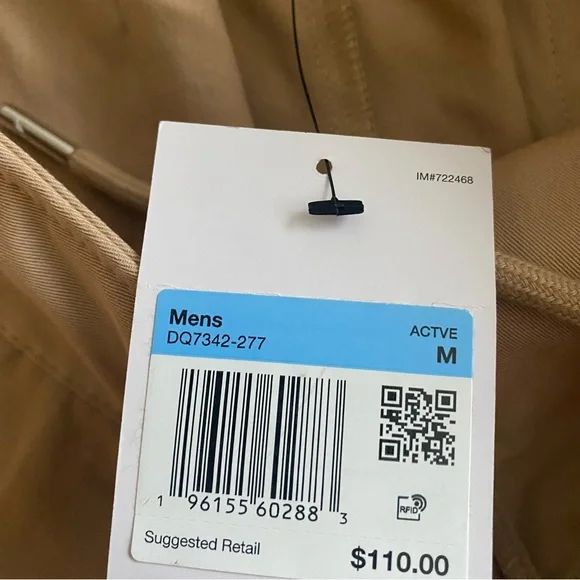 IM#722468
Mens
ACTVE
DQ7342-277
M
1 96155 60288 3
RFID
Suggested Retail
$110.00